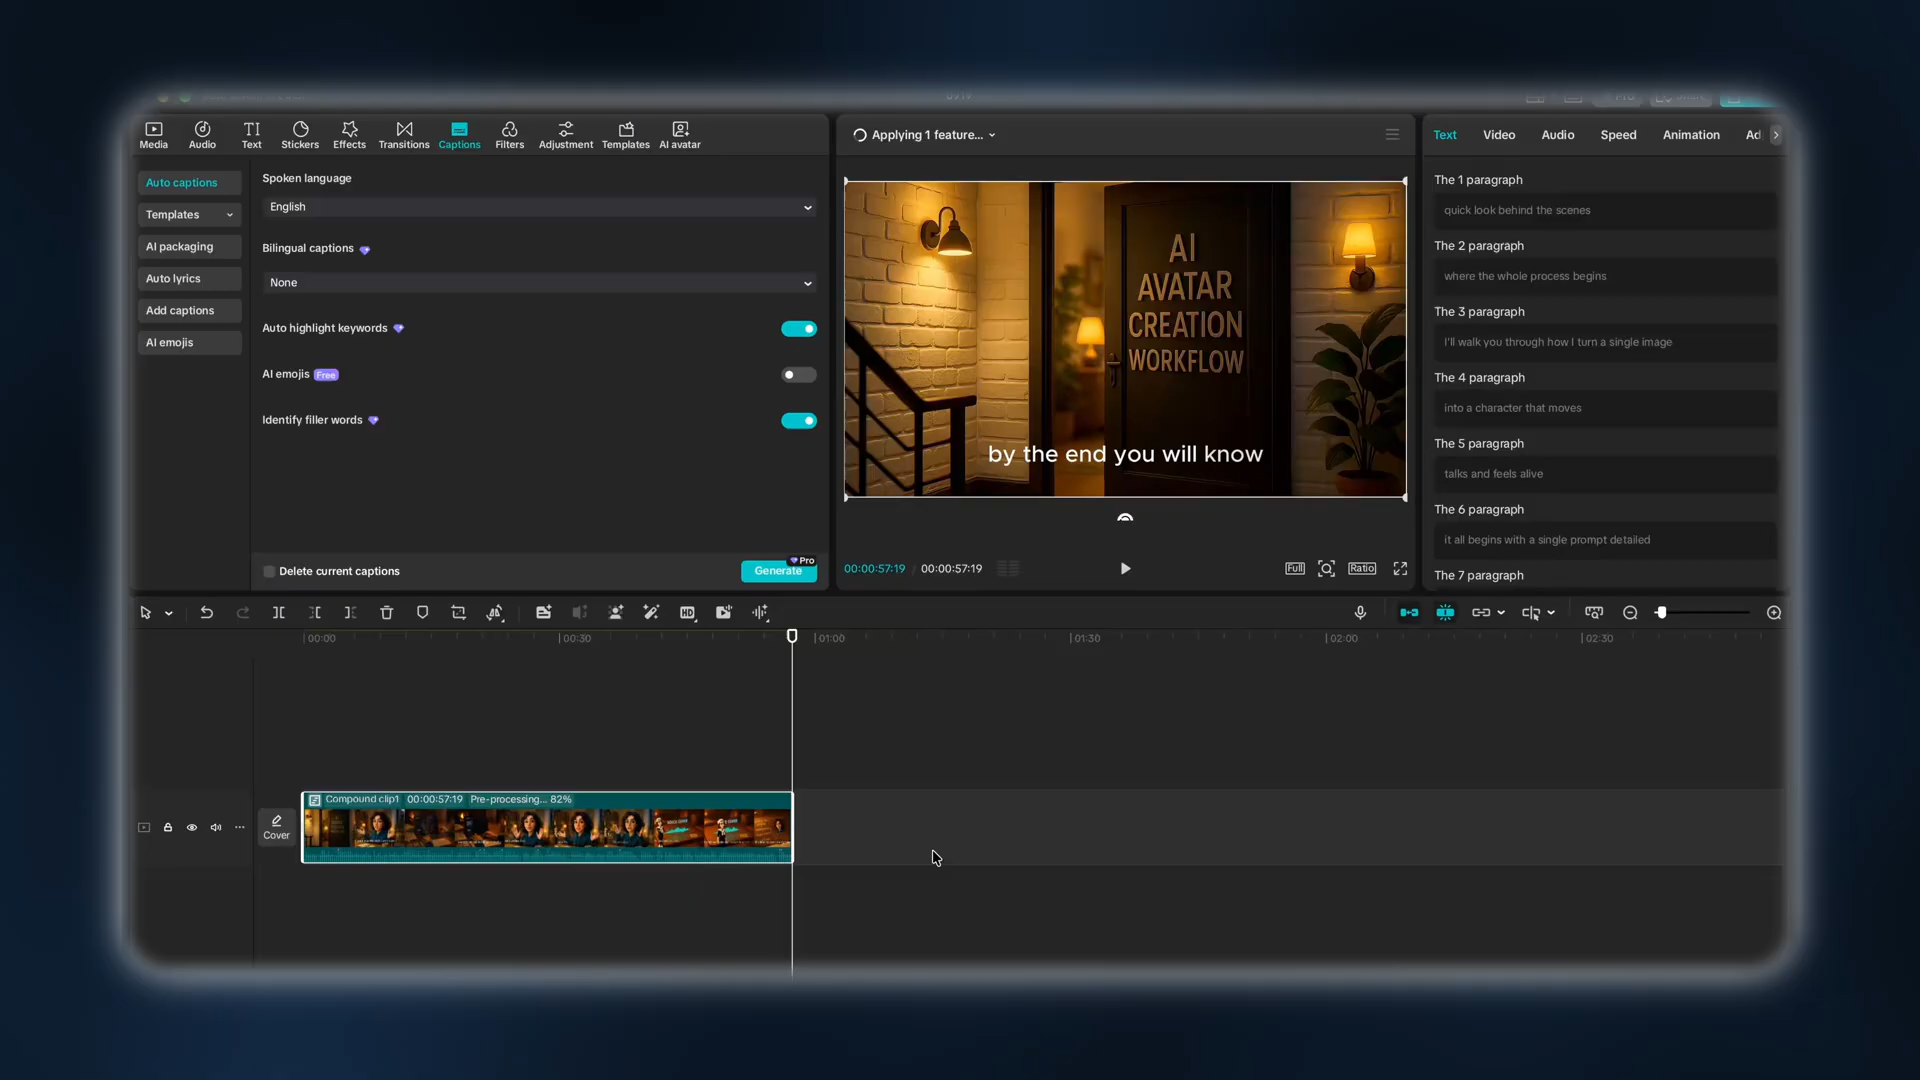 Media
Audio
Text
Stickers
Effects
Transitions
Captions
Filters
Adjustment
Templates
AI avatar
Auto captions
Templates
AI packaging
Auto lyrics
Add captions
AI emojis
Spoken language
English
Bilingual captions
None
Auto highlight keywords
AI emojis Free
Identify filler words
Delete current captions
Pro
Generate
Applying 1 feature...
AI
AVATAR
CREATION
WORKFLOW
by the end you will know
00:00:57:19 / 00:00:57:19
Full
Ratio
Text
Video
Audio
Speed
Animation
Ad
The 1 paragraph
quick look behind the scenes
The 2 paragraph
where the whole process begins
The 3 paragraph
I'll walk you through how I turn a single image
The 4 paragraph
into a character that moves
The 5 paragraph
talks and feels alive
The 6 paragraph
it all begins with a single prompt detailed
The 7 paragraph
HD
00:00
00:30
01:00
01:30
02:00
02:30
Cover
Compound clip1 00:00:57:19 Pre-processing... 82%